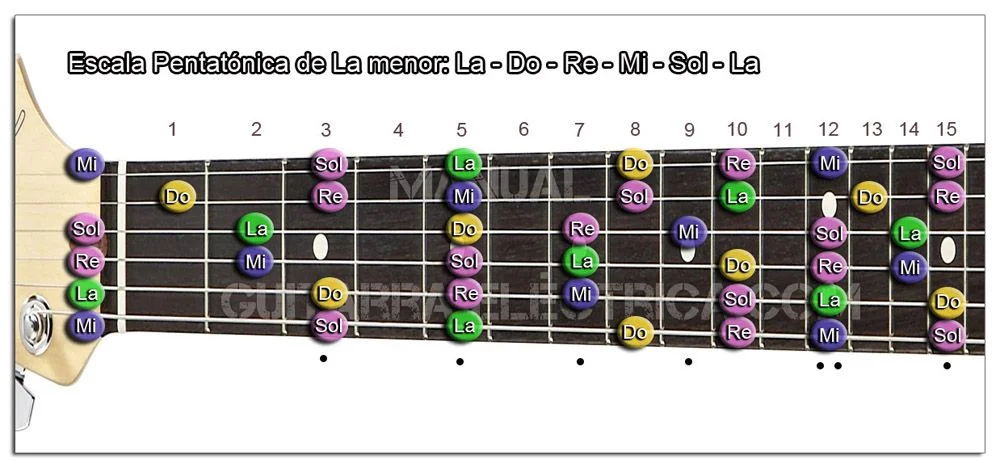 Escala Pentatónica de La menor: La - Do - Re - Mi - Sol - La
1 2 3 4 5 6 7 8 9 10 11 12 13 14 15
Mi Sol La Do Re Mi Sol
MANUAL
Do Re Mi Sol La Do Re
Sol La Do Re Mi Sol La
Re Mi Sol La Do Re Mi
La Do Re Mi Sol La Do
GUITARRAELÉCTRICA.COM
Mi Sol La Do Re Mi Sol